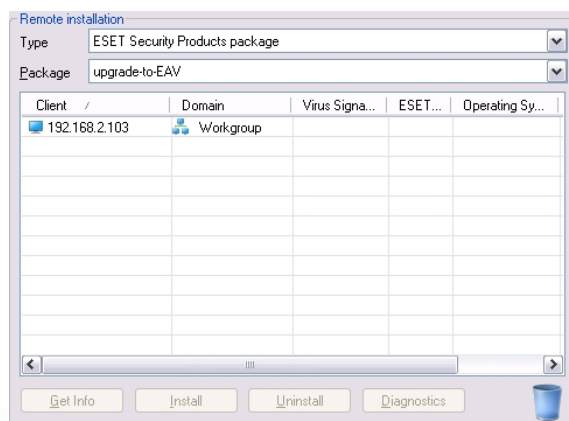 Remote installation
Type ESET Security Products package
Package upgrade-to-EAV
Client / Domain Virus Signa... ESET... Operating Sy...
192.168.2.103 Workgroup
Get Info Install Uninstall Diagnostics